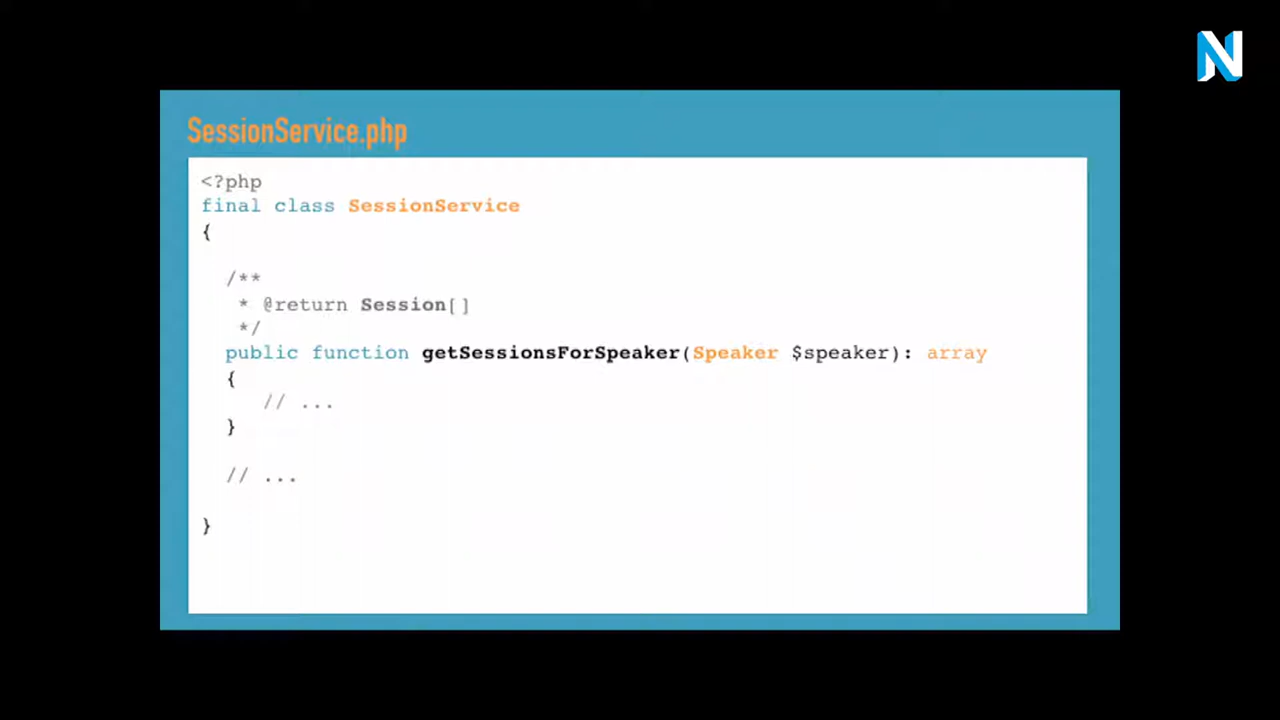 N
SessionService.php
<?php
final class SessionService
{
/**
* @return Session[]
*/
public function getSessionsForSpeaker(Speaker $speaker): array
{
// ...
}
// ...
}